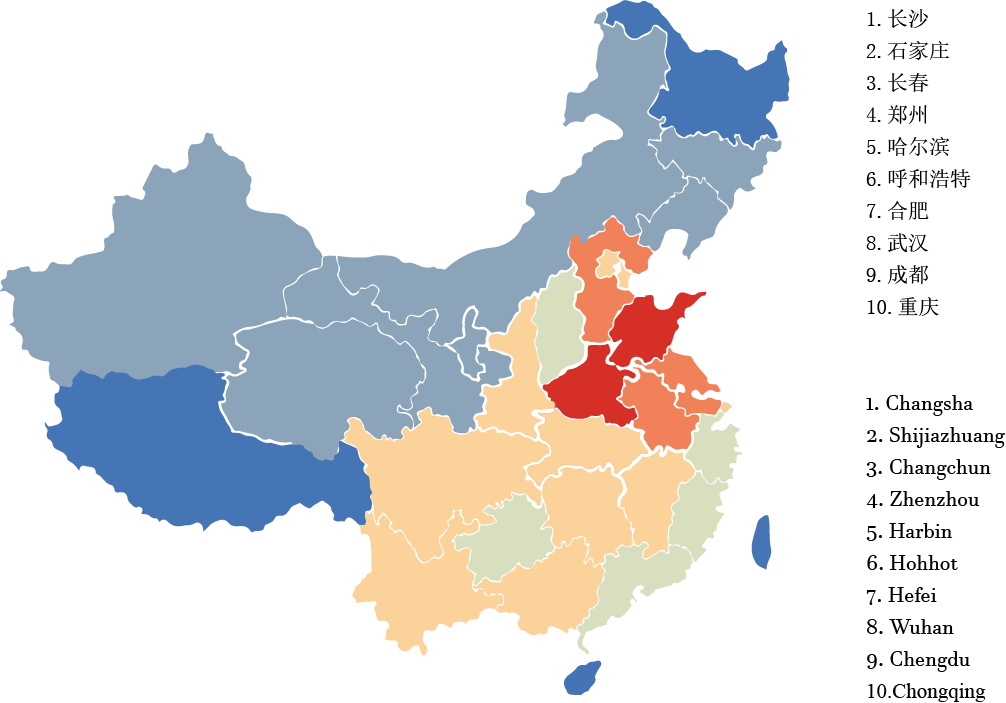 1. 长沙
2. 石家庄
3. 长春
4. 郑州
5. 哈尔滨
6. 呼和浩特
7. 合肥
8. 武汉
9. 成都
10. 重庆
1. Changsha
2. Shijiazhuang
3. Changchun
4. Zhenzhou
5. Harbin
6. Hohhot
7. Hefei
8. Wuhan
9. Chengdu
10.Chongqing